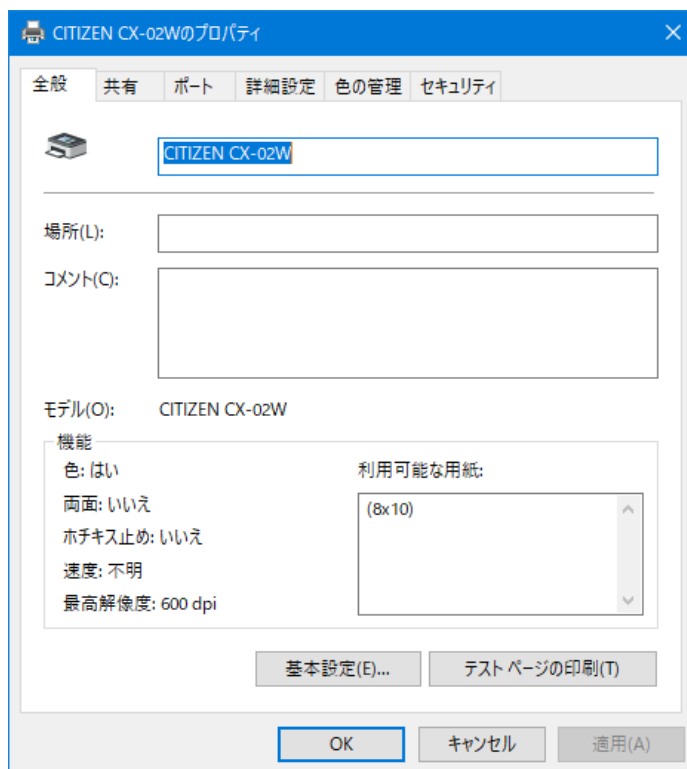 CITIZEN CX-02Wのプロパティ
全般 共有 ポート 詳細設定 色の管理 セキュリティ
CITIZEN CX-02W
場所(L):
コメント(C):
モデル(O): CITIZEN CX-02W
機能
色: はい
両面: いいえ
ホチキス止め: いいえ
速度: 不明
最高解像度: 600 dpi
利用可能な用紙:
(8x10)
基本設定(E)... テスト ページの印刷(T)
OK キャンセル 適用(A)